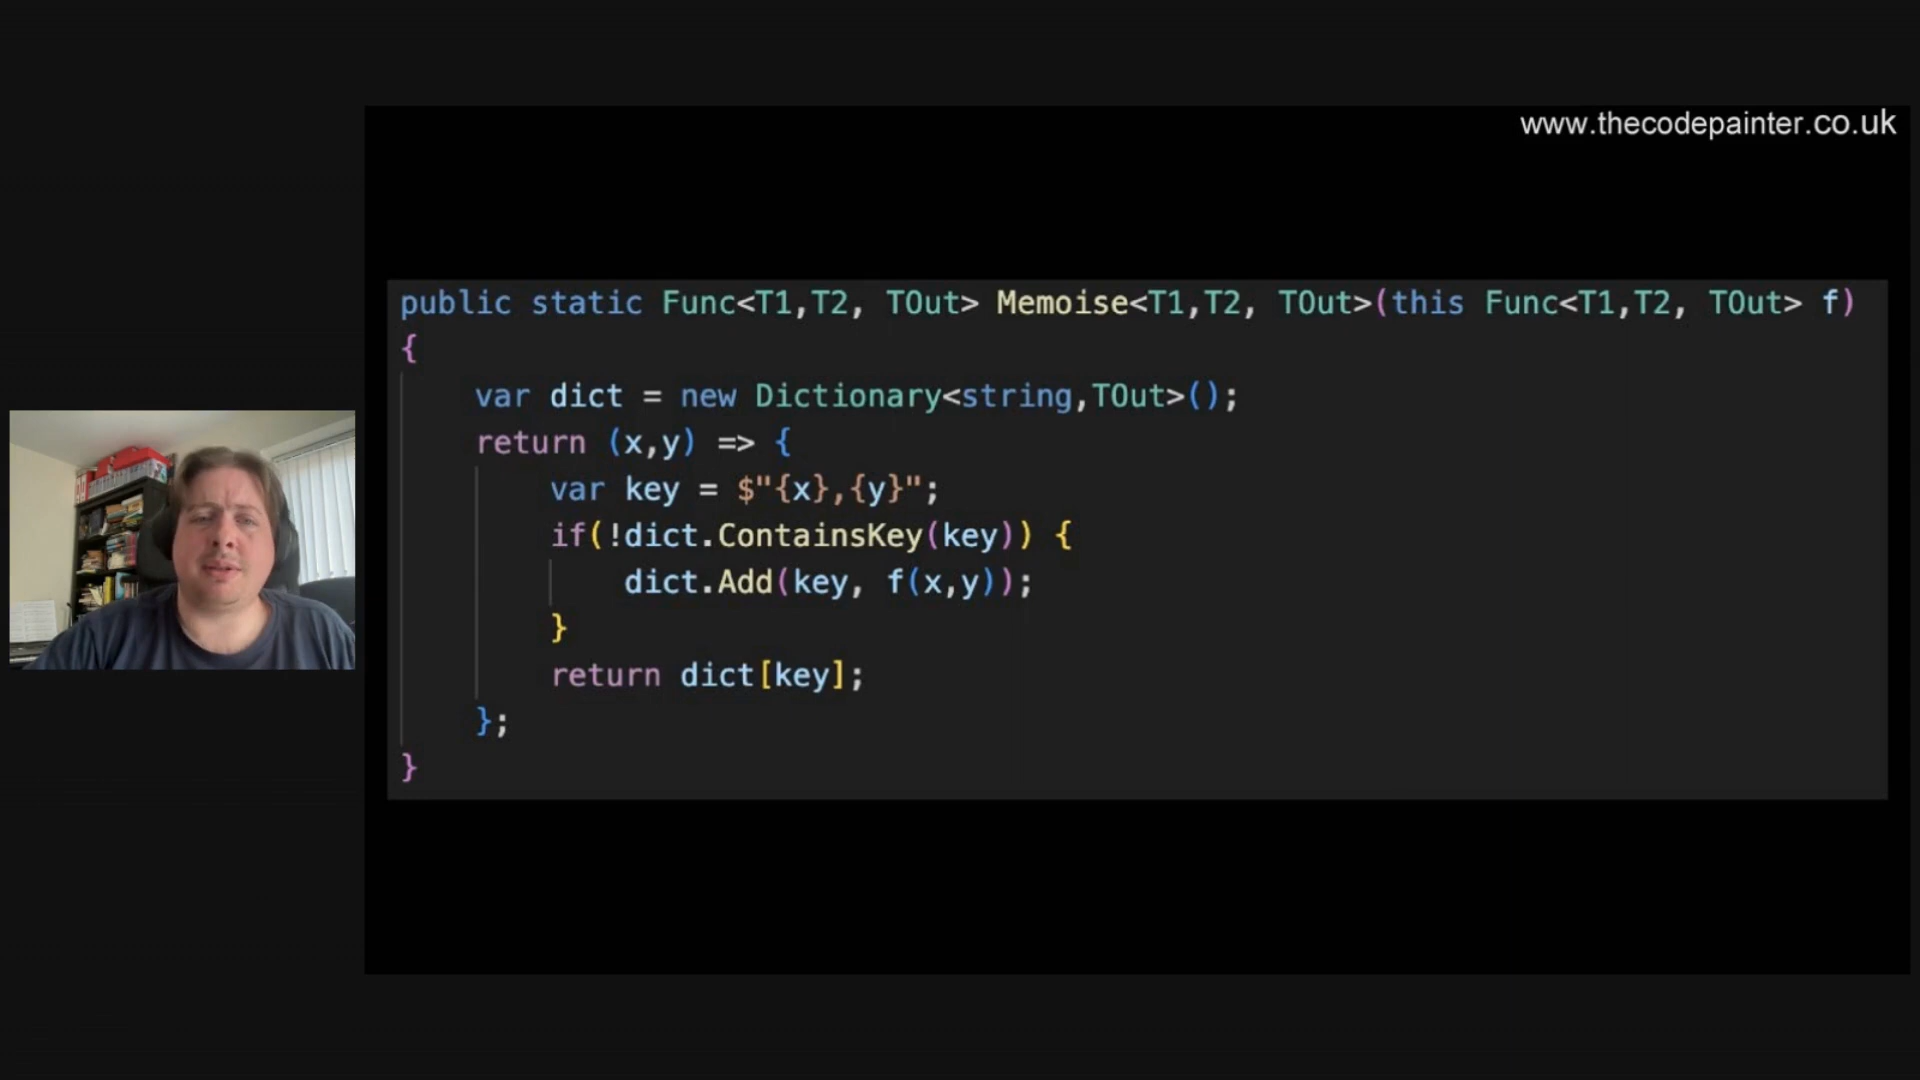 www.thecodepainter.co.uk
public static Func<T1,T2, TOut> Memoise<T1,T2, TOut>(this Func<T1,T2, TOut> f)
{
var dict = new Dictionary<string,TOut>();
return (x,y) => {
var key = $"{x},{y}";
if(!dict.ContainsKey(key)) {
dict.Add(key, f(x,y));
}
return dict[key];
};
}